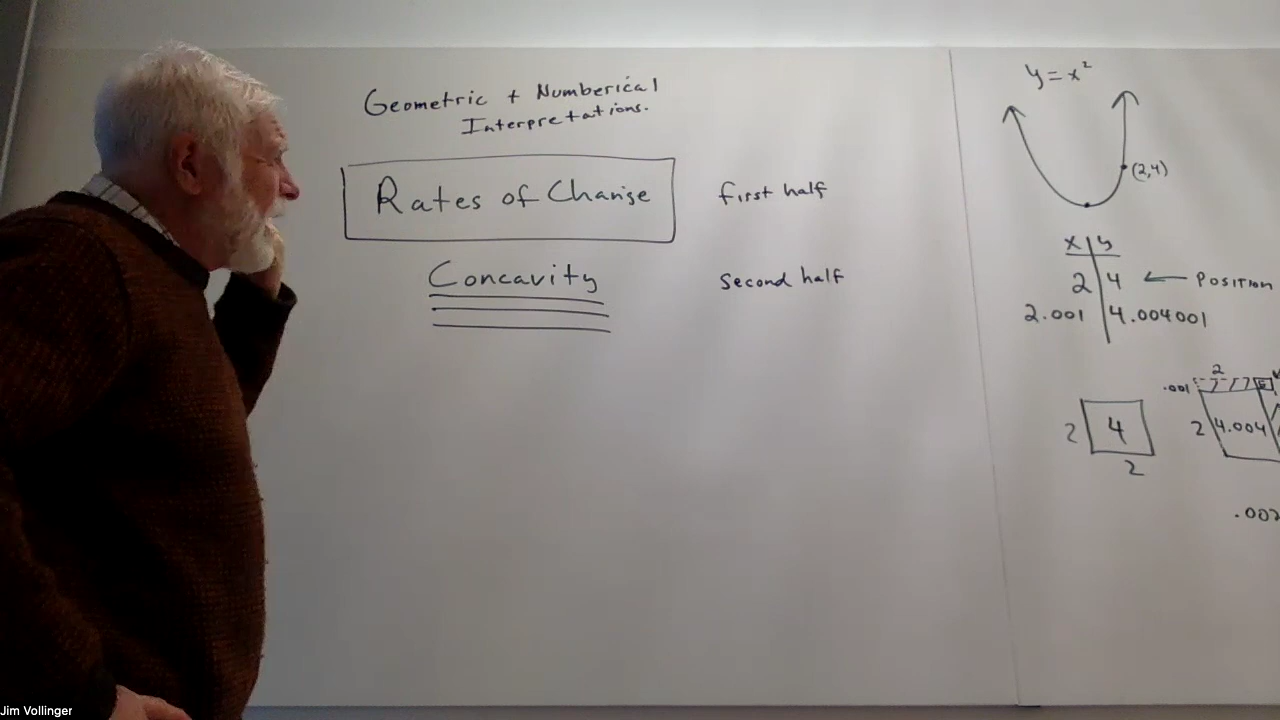 Geometric + Numberical
Interpretations.
Rates of Change
first half
Concavity
Second half
y = x²
(2,4)
x y
2 4 ← Position
2.001 4.004001
2
.001
2 4
2
2 4.004
.002
Jim Vollinger